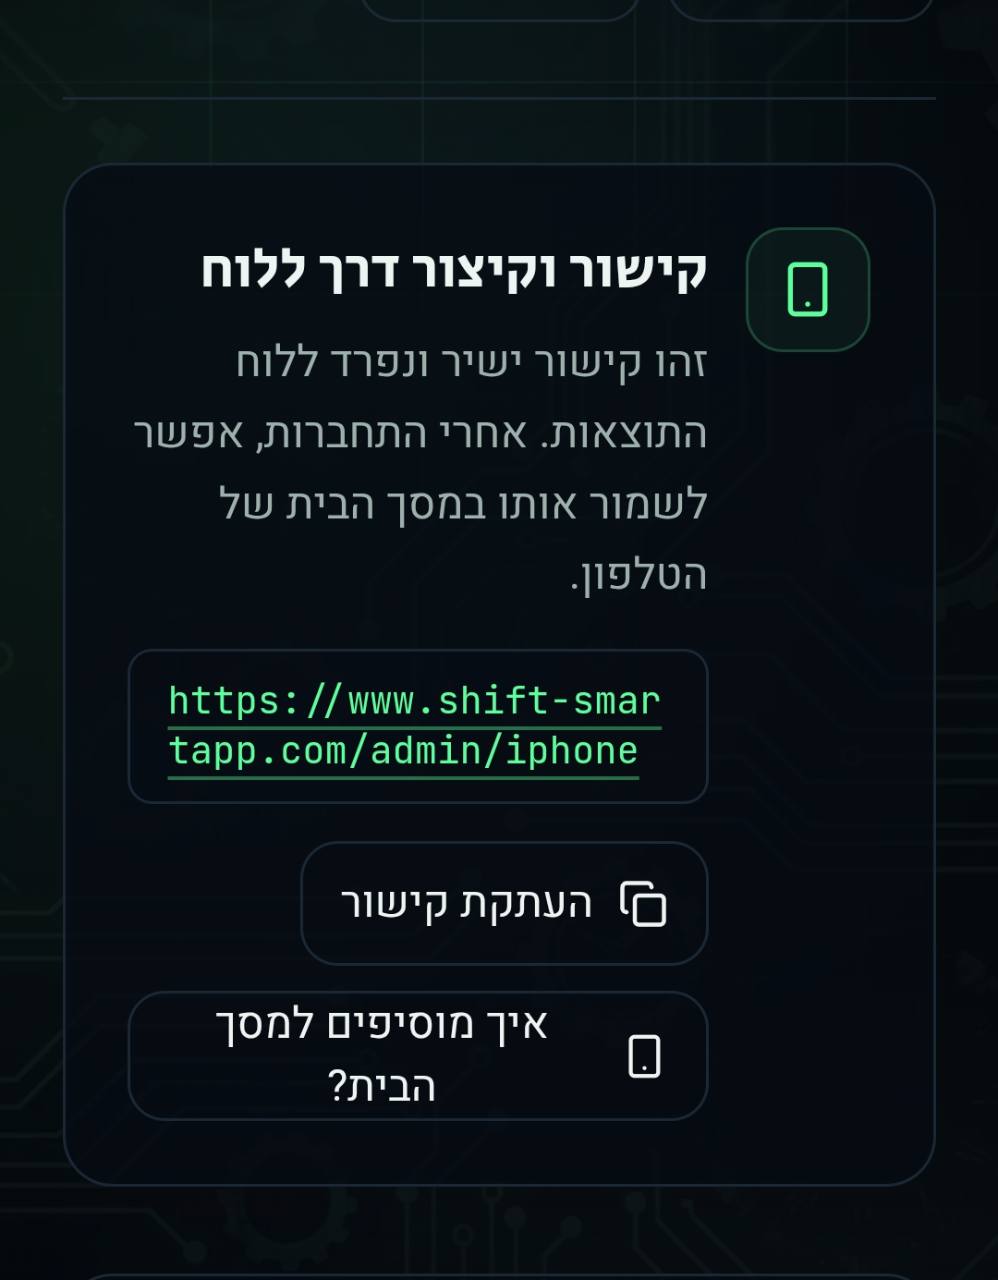 קישור וקיצור דרך ללוח
זהו קישור ישיר ונפרד ללוח
התוצאות. אחרי התחברות, אפשר
לשמור אותו במסך הבית של
הטלפון.
https://www.shift-smar
tapp.com/admin/iphone
העתקת קישור
איך מוסיפים למסך
הבית?